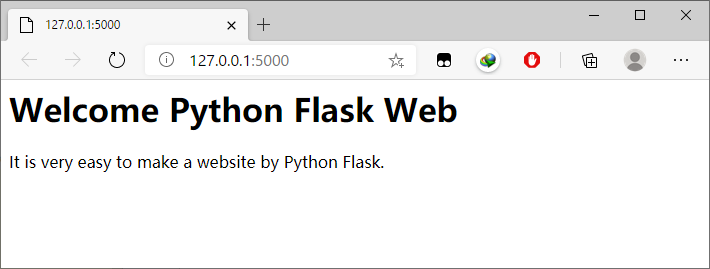 127.0.0.1:5000
127.0.0.1:5000
Welcome Python Flask Web
It is very easy to make a website by Python Flask.